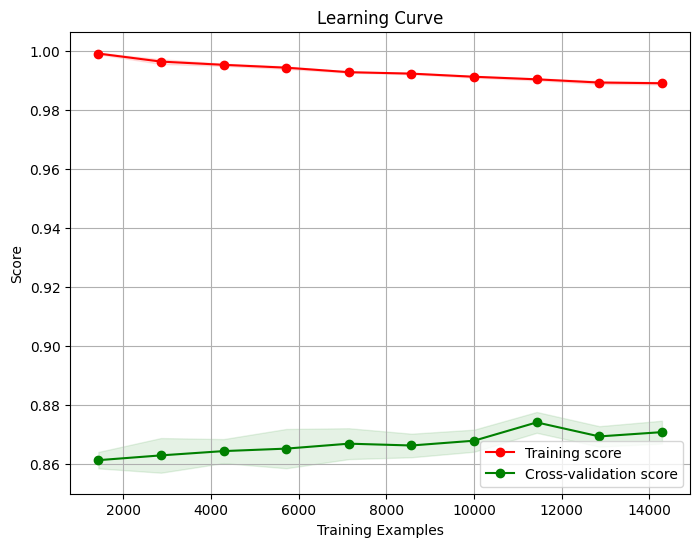 Learning Curve
1.00
0.98
0.96
0.94
0.92
0.90
0.88
0.86
Score
Training score
Cross-validation score
2000 4000 6000 8000 10000 12000 14000
Training Examples